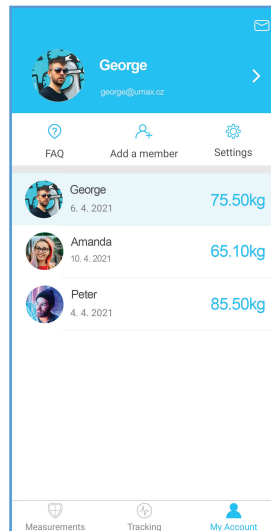 George
george@umax.cz
FAQ
Add a member
Settings
George
6. 4. 2021
75.50kg
Amanda
10. 4. 2021
65.10kg
Peter
4. 4. 2021
85.50kg
Measurements
Tracking
My Account